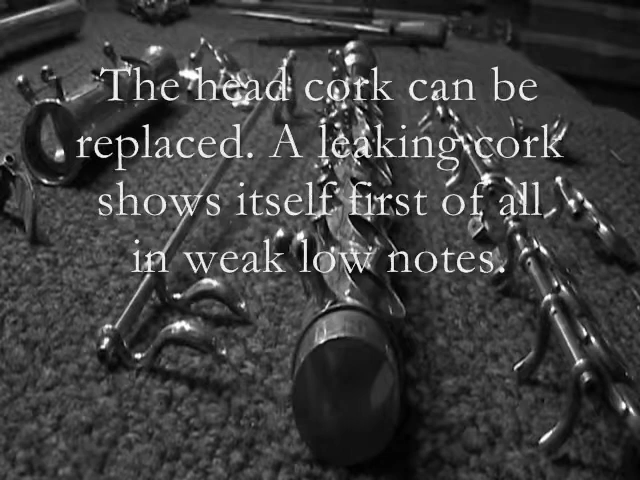 The head cork can be
replaced. A leaking cork
shows itself first of all
in weak low notes.